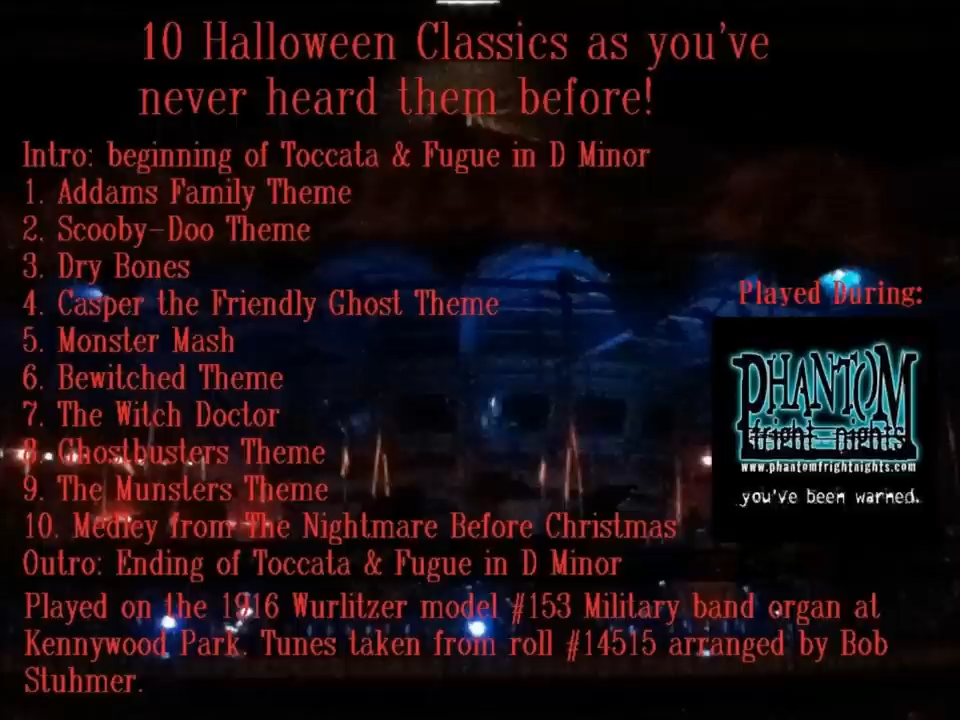 10 Halloween Classics as you've
never heard them before!
Intro: beginning of Toccata & Fugue in D Minor
1. Addams Family Theme
2. Scooby-Doo Theme
3. Dry Bones
4. Casper the Friendly Ghost Theme
5. Monster Mash
6. Bewitched Theme
7. The Witch Doctor
8. Ghostbusters Theme
9. The Munsters Theme
10. Medley from The Nightmare Before Christmas
Outro: Ending of Toccata & Fugue in D Minor
Played on the 1916 Wurlitzer model #153 Military band organ at
Kennywood Park. Tunes taken from roll #14515 arranged by Bob
Stuhmer.
Played During:
PHANTOM
fright nights
www.phantomfrightnights.com
you've been warned.